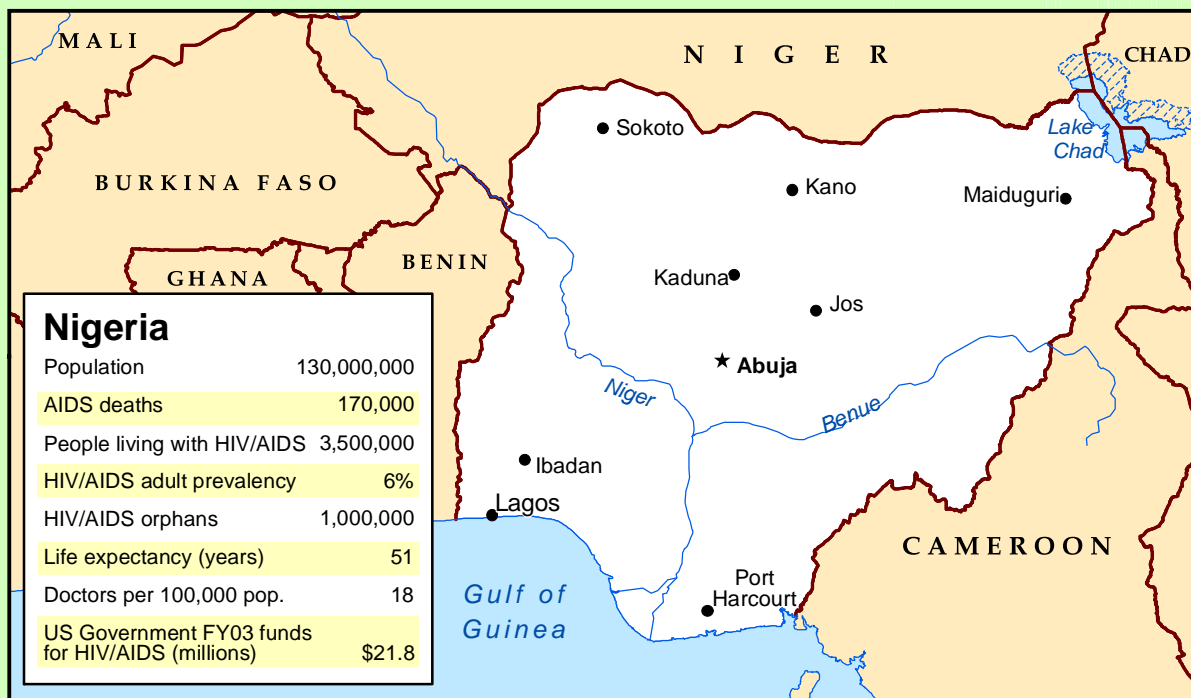 MALI
NIGER
CHAD
Sokoto
Lake
Chad
BURKINA FASO
Kano
Maiduguri
BENIN
GHANA
Kaduna
Jos
Abuja
Niger
Benue
Ibadan
Lagos
CAMEROON
Port
Harcourt
Gulf of
Guinea
Nigeria
Population 130,000,000
AIDS deaths 170,000
People living with HIV/AIDS 3,500,000
HIV/AIDS adult prevalency 6%
HIV/AIDS orphans 1,000,000
Life expectancy (years) 51
Doctors per 100,000 pop. 18
US Government FY03 funds
for HIV/AIDS (millions) $21.8